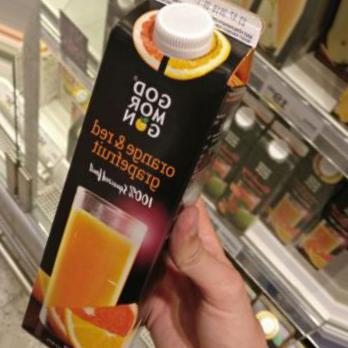 GOD
MOR
GON
orange & red
grapefruit
100% squeezed fruit